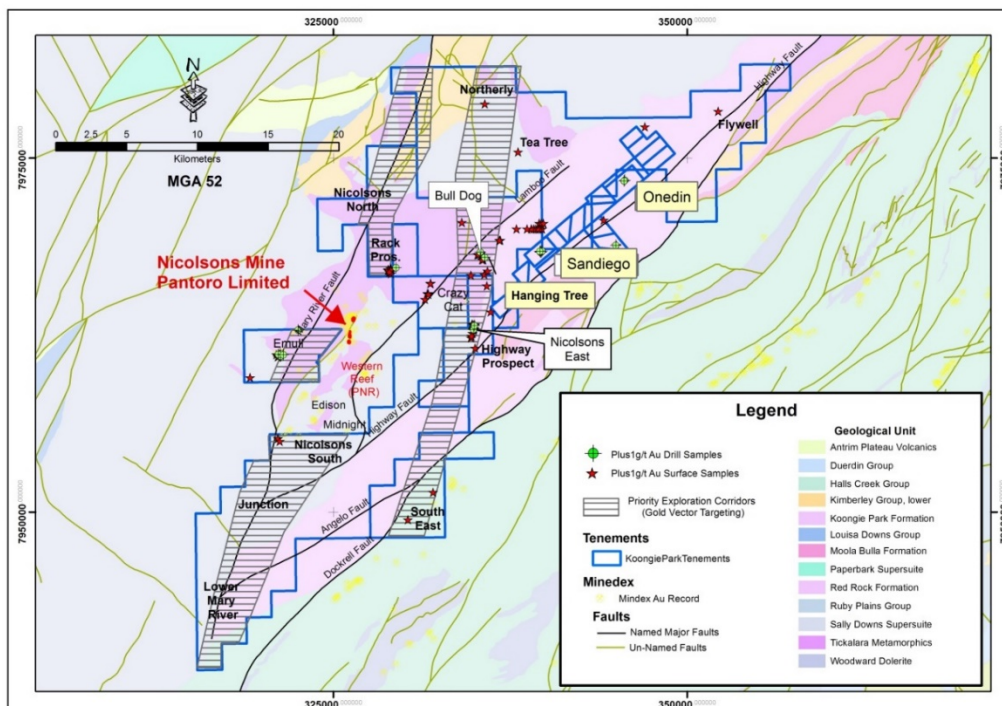 325000
350000
N
0 2.5 5 10 15 20
Kilometers
MGA 52
7975000
Northerly
Tea Tree
Flywell
Highway Fault
Nicolsons
North
Bull Dog
Lamboo Fault
Onedin
Rack
Pros.
Sandiego
Nicolsons Mine
Pantoro Limited
Mary River Fault
Crazy
Cat
Hanging Tree
Emull
Nicolsons
East
Highway
Prospect
Western
Reef
(PNR)
Edison
Midnight
Highway Fault
Nicolsons
South
Junction
Angelo Fault
South
East
7950000
Dockrell Fault
Lower
Mary
River
325000
350000
Legend
Plus1g/t Au Drill Samples
Plus1g/t Au Surface Samples
Priority Exploration Corridors
(Gold Vector Targeting)
Tenements
KoongieParkTenements
Minedex
Mindex Au Record
Faults
Named Major Faults
Un-Named Faults
Geological Unit
Antrim Plateau Volcanics
Duerdin Group
Halls Creek Group
Kimberley Group, lower
Koongie Park Formation
Louisa Downs Group
Moola Bulla Formation
Paperbark Supersuite
Red Rock Formation
Ruby Plains Group
Sally Downs Supersuite
Tickalara Metamorphics
Woodward Dolerite